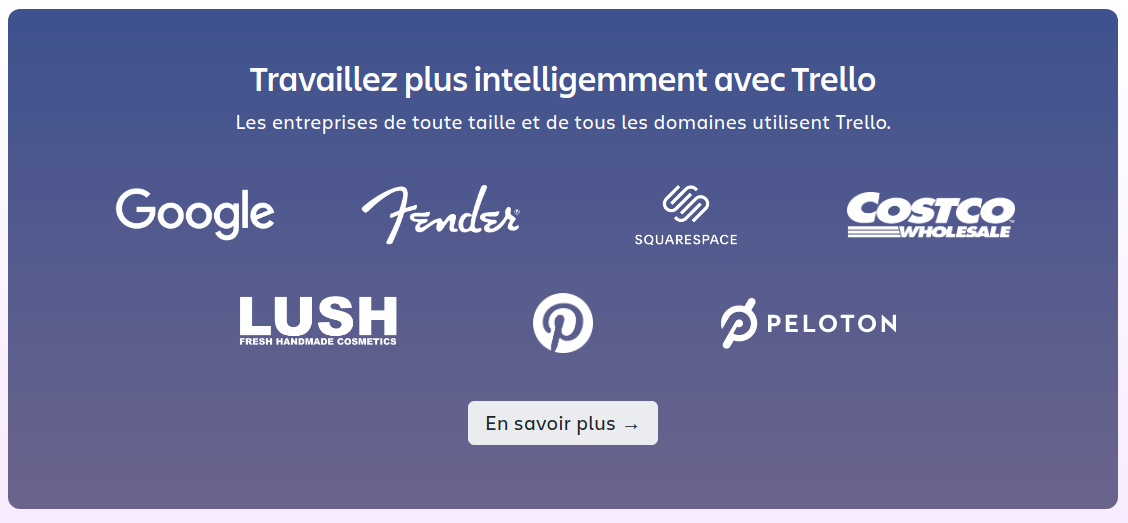 Travaillez plus intelligemment avec Trello
Les entreprises de toute taille et de tous les domaines utilisent Trello.
Google Fender® SQUARESPACE COSTCO WHOLESALE
LUSH
FRESH HANDMADE COSMETICS
PELOTON
En savoir plus →